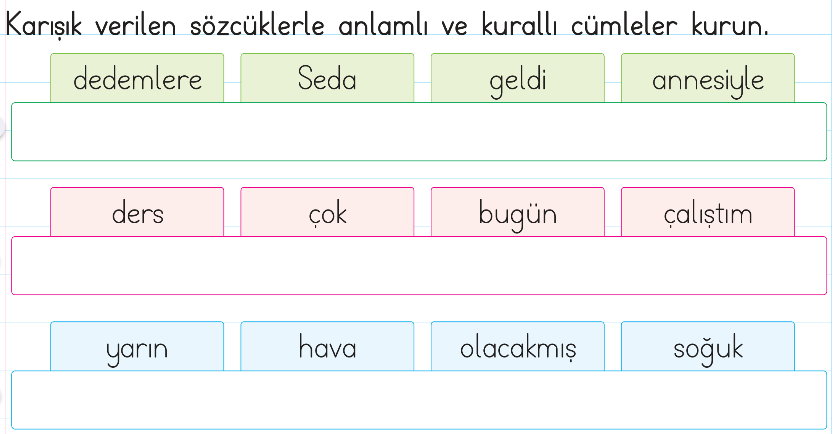 Karışık verilen sözcüklerle anlamlı ve kurallı cümleler kurun.
dedemlere Seda geldi annesiyle
ders çok bugün çalıştım
yarın hava olacakmış soğuk